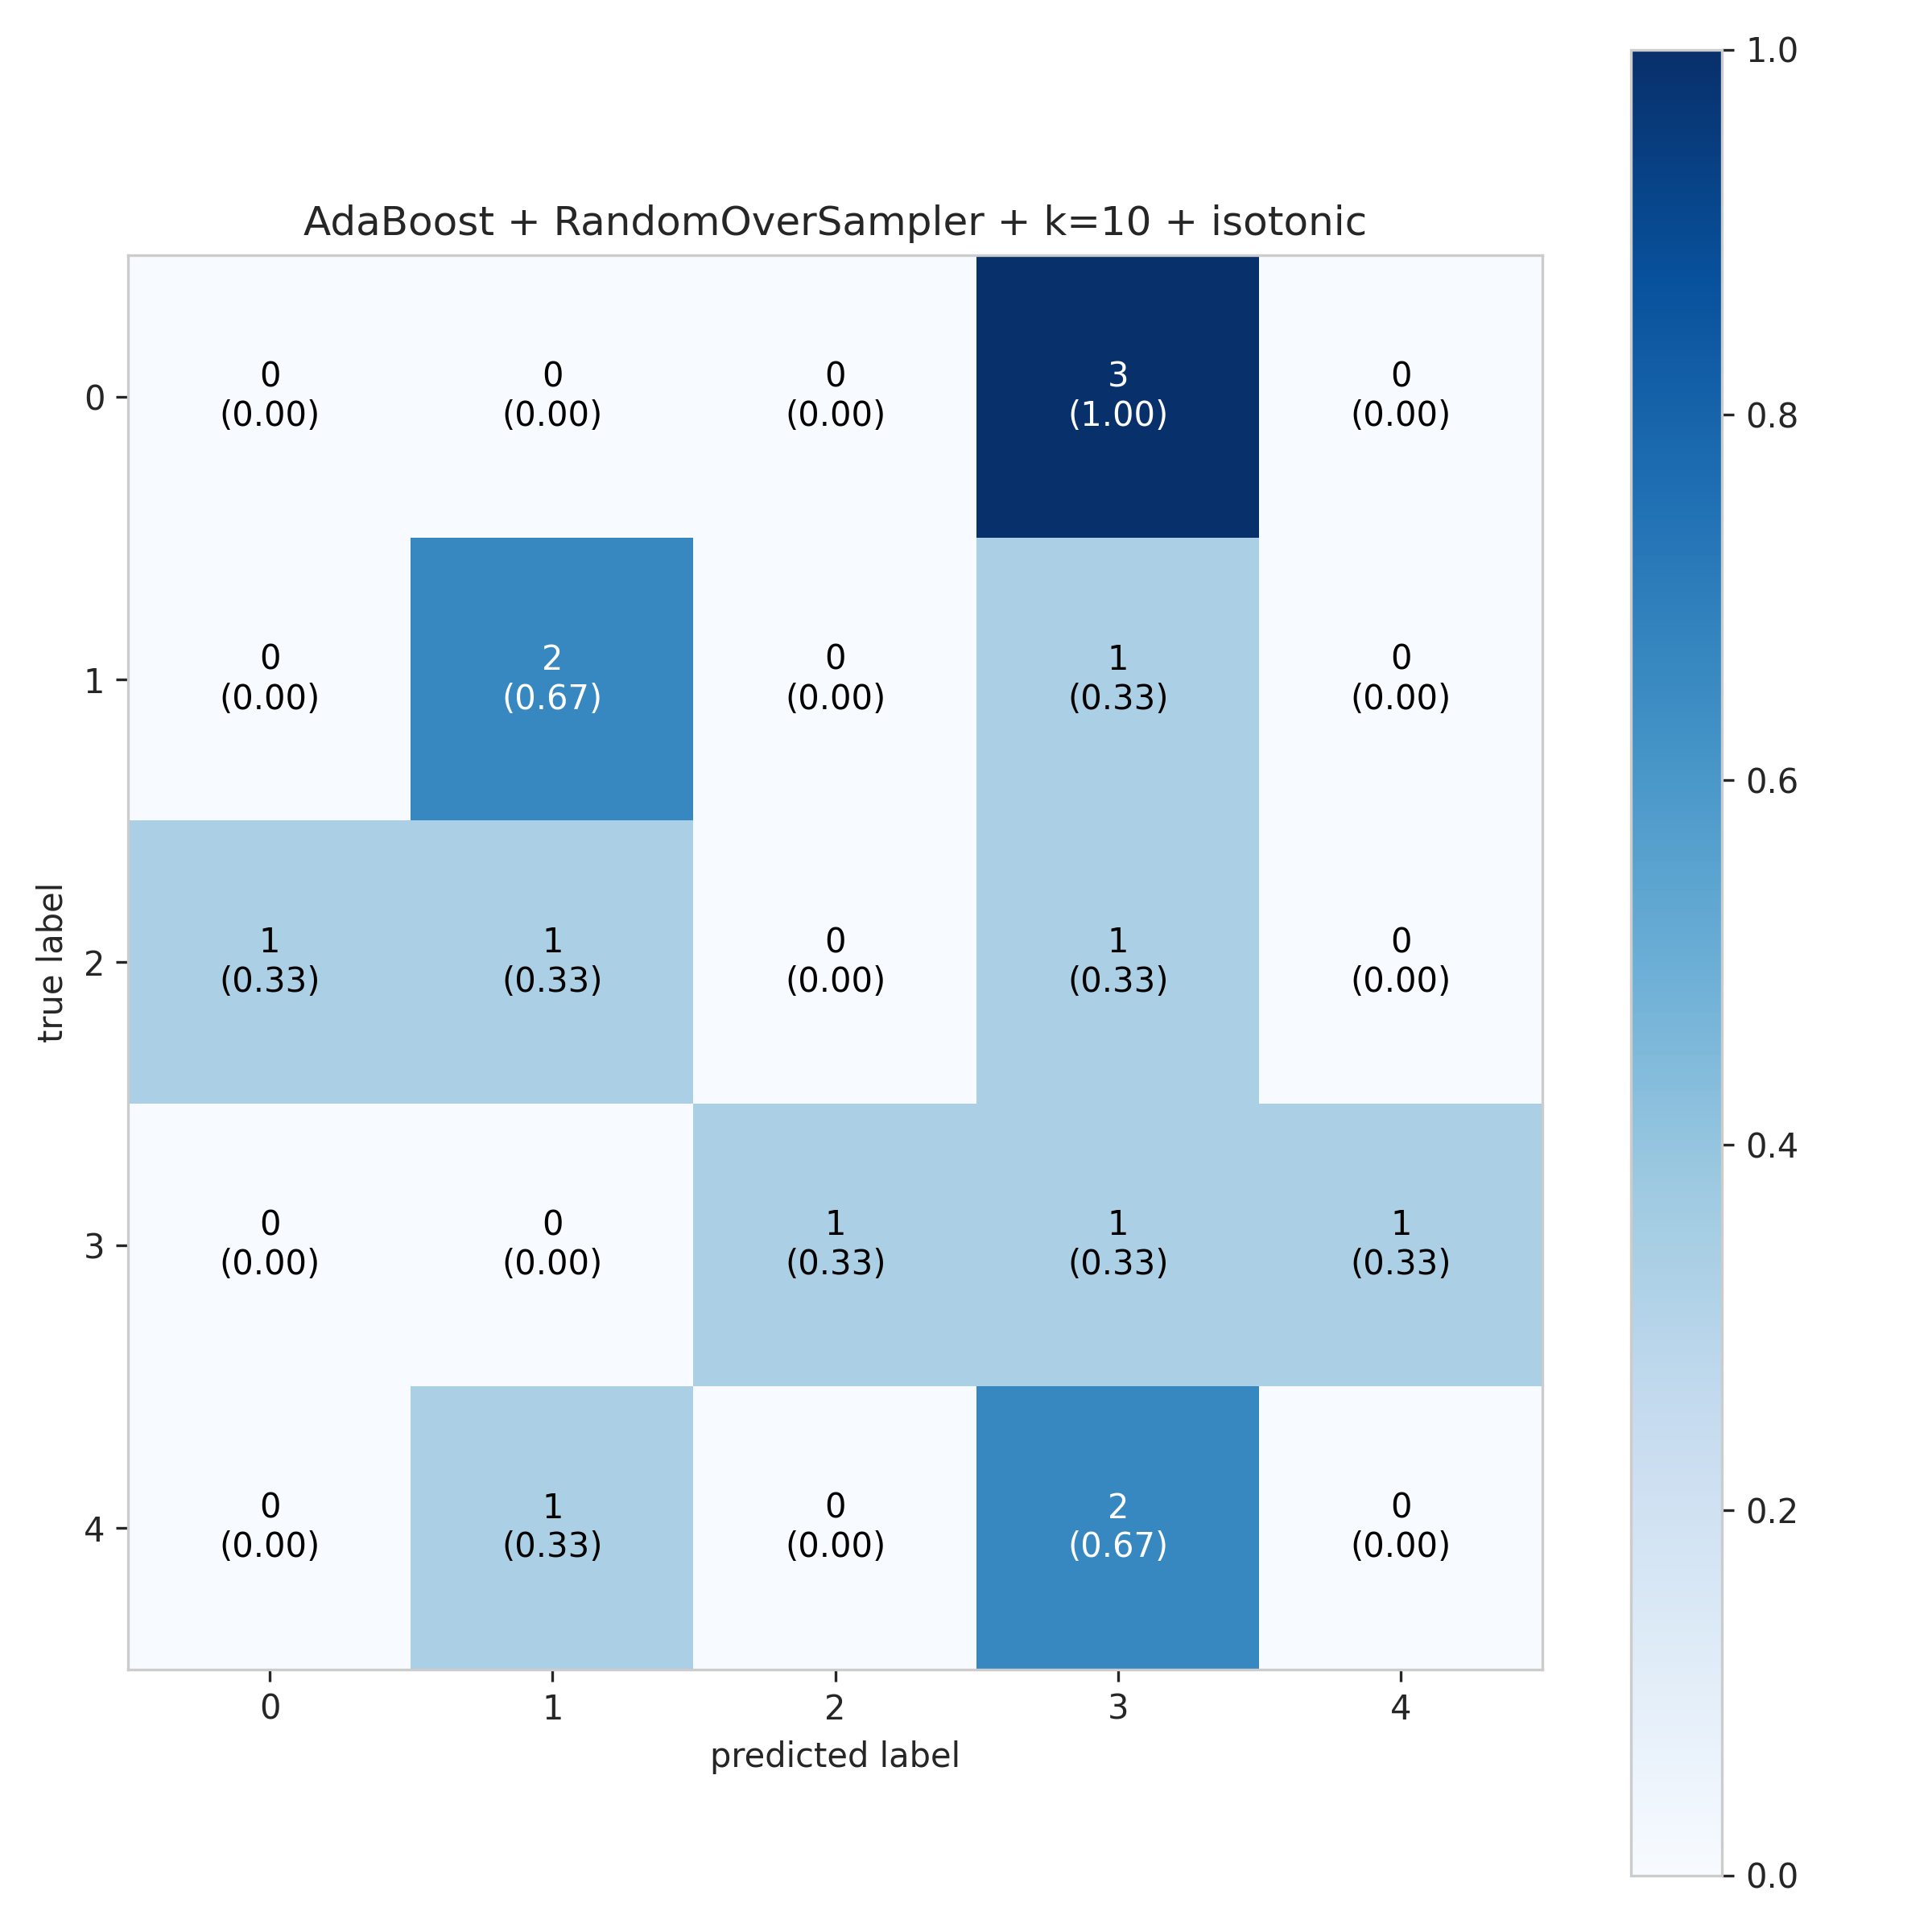 AdaBoost + RandomOverSampler + k=10 + isotonic
0
0 0 0 3 0
(0.00) (0.00) (0.00) (1.00) (0.00)
1
0 2 0 1 0
(0.00) (0.67) (0.00) (0.33) (0.00)
2
1 1 0 1 0
(0.33) (0.33) (0.00) (0.33) (0.00)
3
0 0 1 1 1
(0.00) (0.00) (0.33) (0.33) (0.33)
4
0 1 0 2 0
(0.00) (0.33) (0.00) (0.67) (0.00)
0 1 2 3 4
predicted label
true label
1.0
0.8
0.6
0.4
0.2
0.0